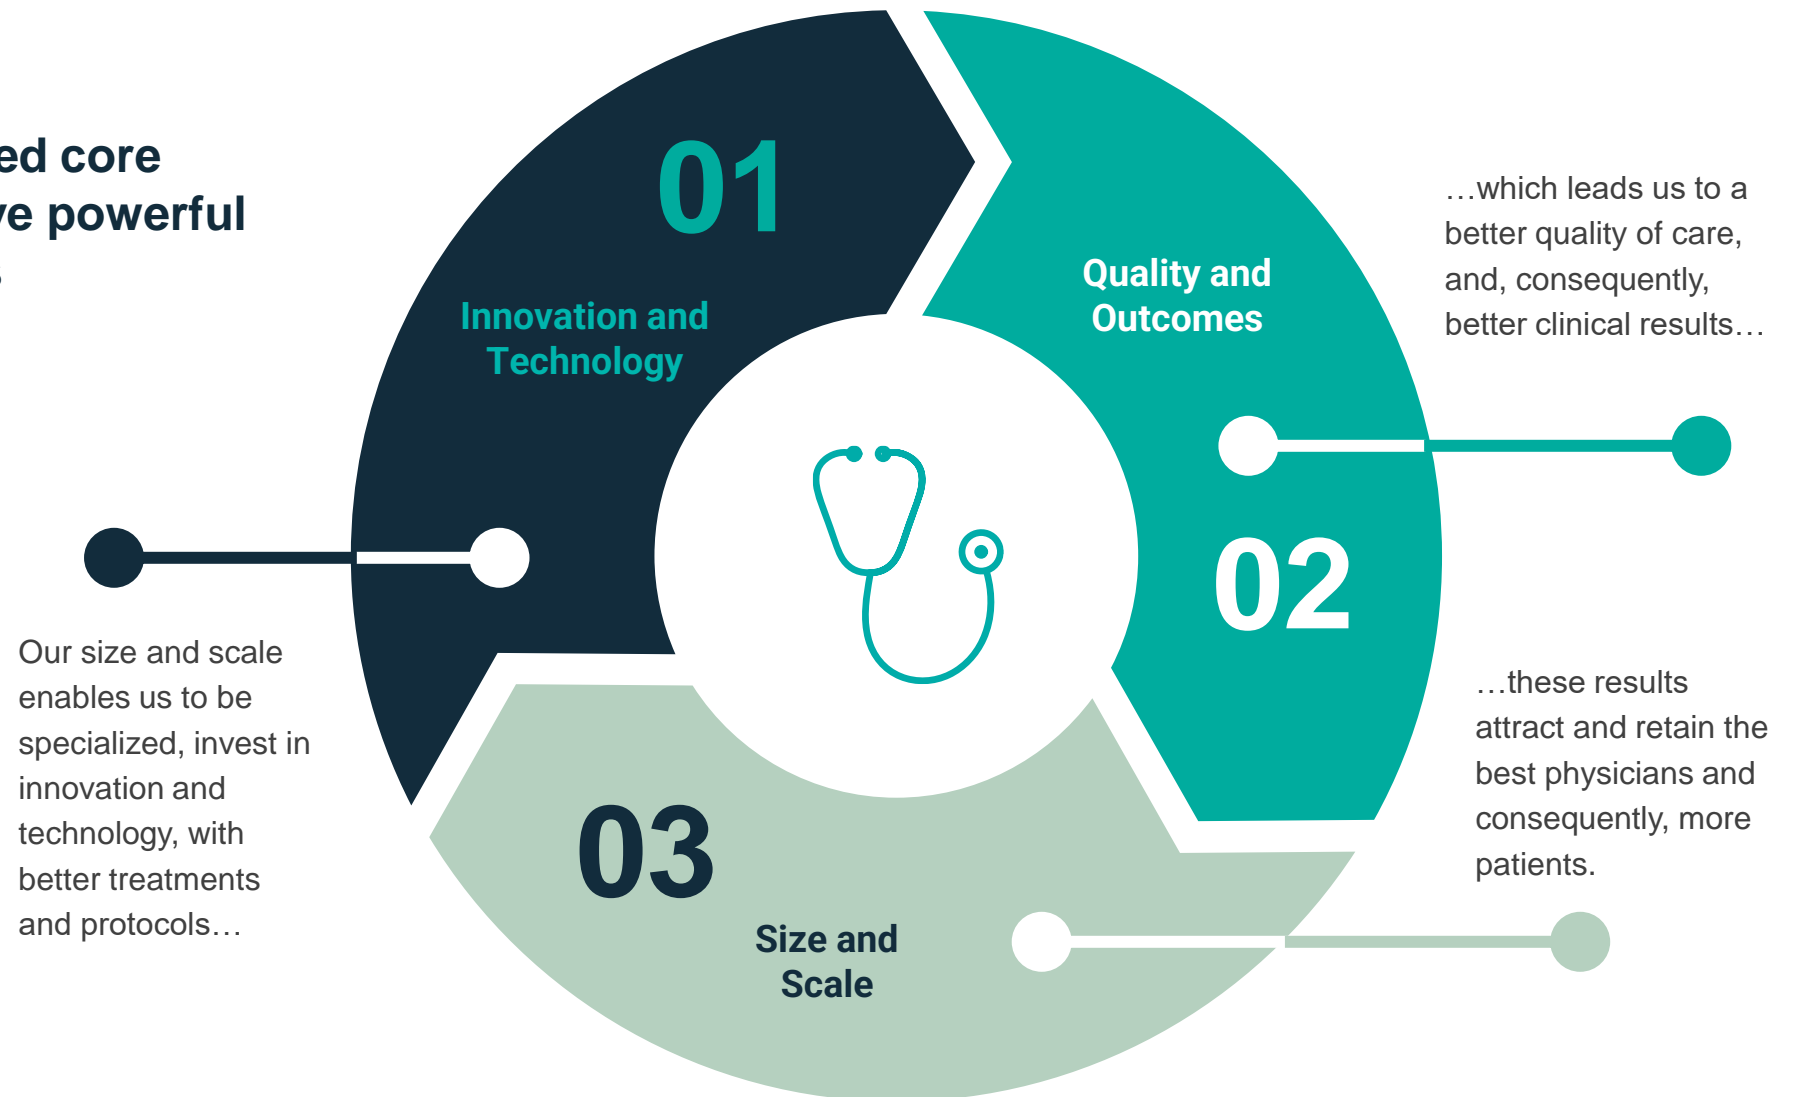 ed core
ve powerful
s
01
Innovation and
Technology
Our size and scale
enables us to be
specialized, invest in
innovation and
technology, with
better treatments
and protocols…
Quality and
Outcomes
02
…which leads us to a
better quality of care,
and, consequently,
better clinical results…
03
Size and
Scale
…these results
attract and retain the
best physicians and
consequently, more
patients.